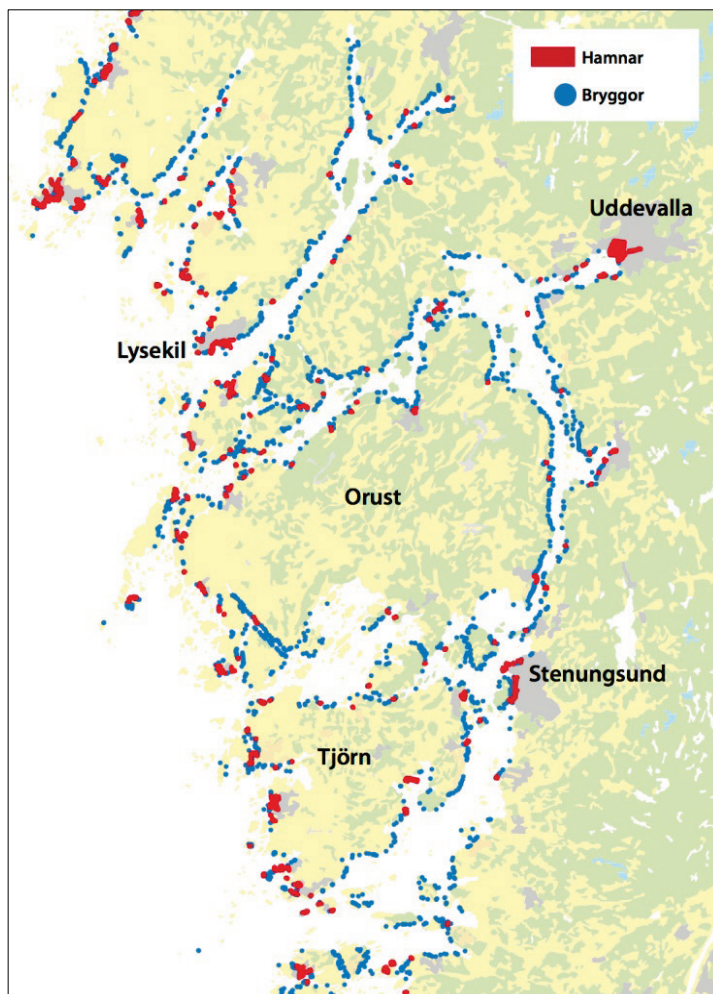 Hamnar
Bryggor
Uddevalla
Lysekil
Orust
Stenungsund
Tjörn